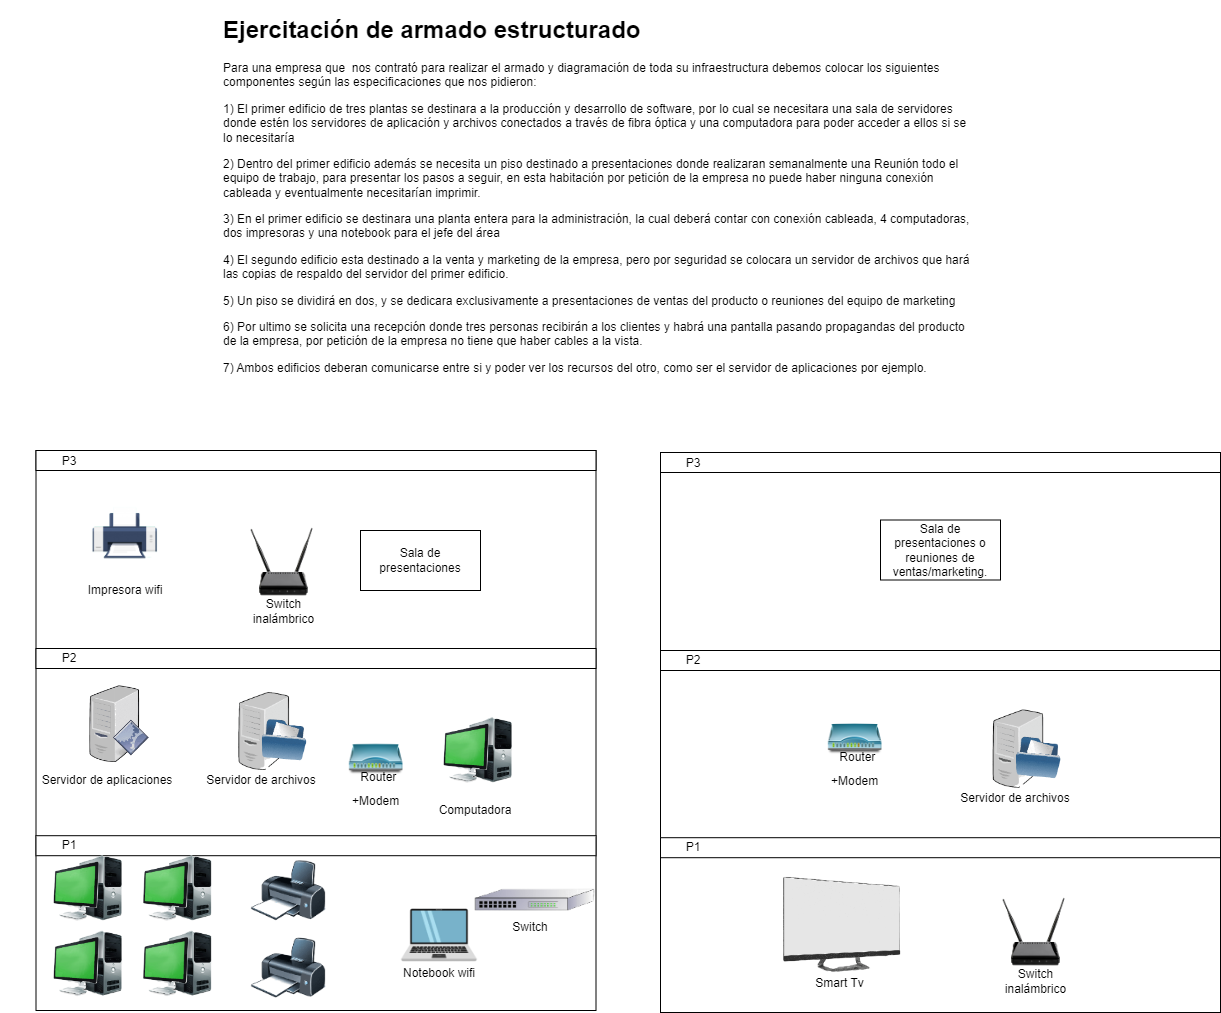 Ejercitación de armado estructurado
Para una empresa que  nos contrató para realizar el armado y diagramación de toda su infraestructura debemos colocar los siguientes
componentes según las especificaciones que nos pidieron:
1) El primer edificio de tres plantas se destinara a la producción y desarrollo de software, por lo cual se necesitara una sala de servidores
donde estén los servidores de aplicación y archivos conectados a través de fibra óptica y una computadora para poder acceder a ellos si se
lo necesitaría
2) Dentro del primer edificio además se necesita un piso destinado a presentaciones donde realizaran semanalmente una Reunión todo el
equipo de trabajo, para presentar los pasos a seguir, en esta habitación por petición de la empresa no puede haber ninguna conexión
cableada y eventualmente necesitarían imprimir.
3) En el primer edificio se destinara una planta entera para la administración, la cual deberá contar con conexión cableada, 4 computadoras,
dos impresoras y una notebook para el jefe del área
4) El segundo edificio esta destinado a la venta y marketing de la empresa, pero por seguridad se colocara un servidor de archivos que hará
las copias de respaldo del servidor del primer edificio.
5) Un piso se dividirá en dos, y se dedicara exclusivamente a presentaciones de ventas del producto o reuniones del equipo de marketing
6) Por ultimo se solicita una recepción donde tres personas recibirán a los clientes y habrá una pantalla pasando propagandas del producto
de la empresa, por petición de la empresa no tiene que haber cables a la vista.
7) Ambos edificios deberan comunicarse entre si y poder ver los recursos del otro, como ser el servidor de aplicaciones por ejemplo.
P3
Impresora wifi
Switch
inalámbrico
Sala de
presentaciones
P2
Servidor de aplicaciones
Servidor de archivos
Router
+Modem
Computadora
P1
Notebook wifi
Switch
P3
Sala de
presentaciones o
reuniones de
ventas/marketing.
P2
Router
+Modem
Servidor de archivos
P1
Smart Tv
Switch
inalámbrico